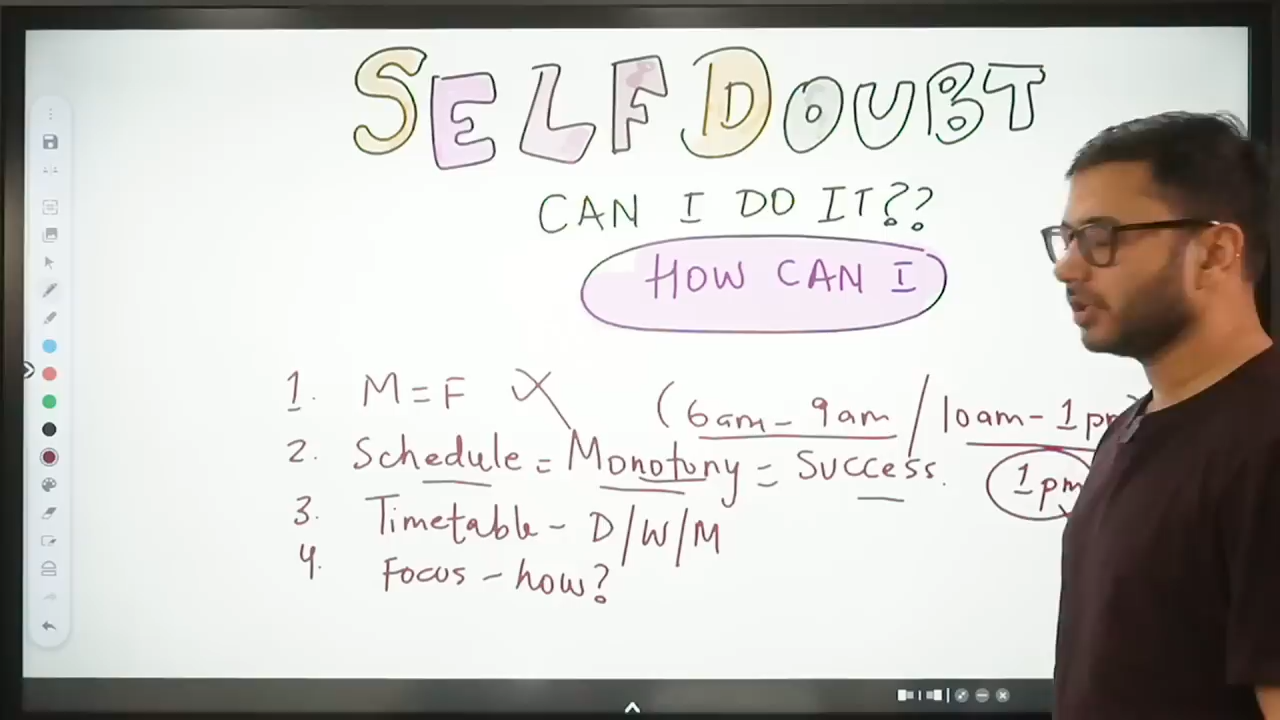 SELF DOUBT
CAN I DO IT??
HOW CAN I
1. M = F X (6am - 9am / 10am - 1pm
2. Schedule = Monotony = Success.
1pm
3. Timetable - D/W/M
4. Focus - how?